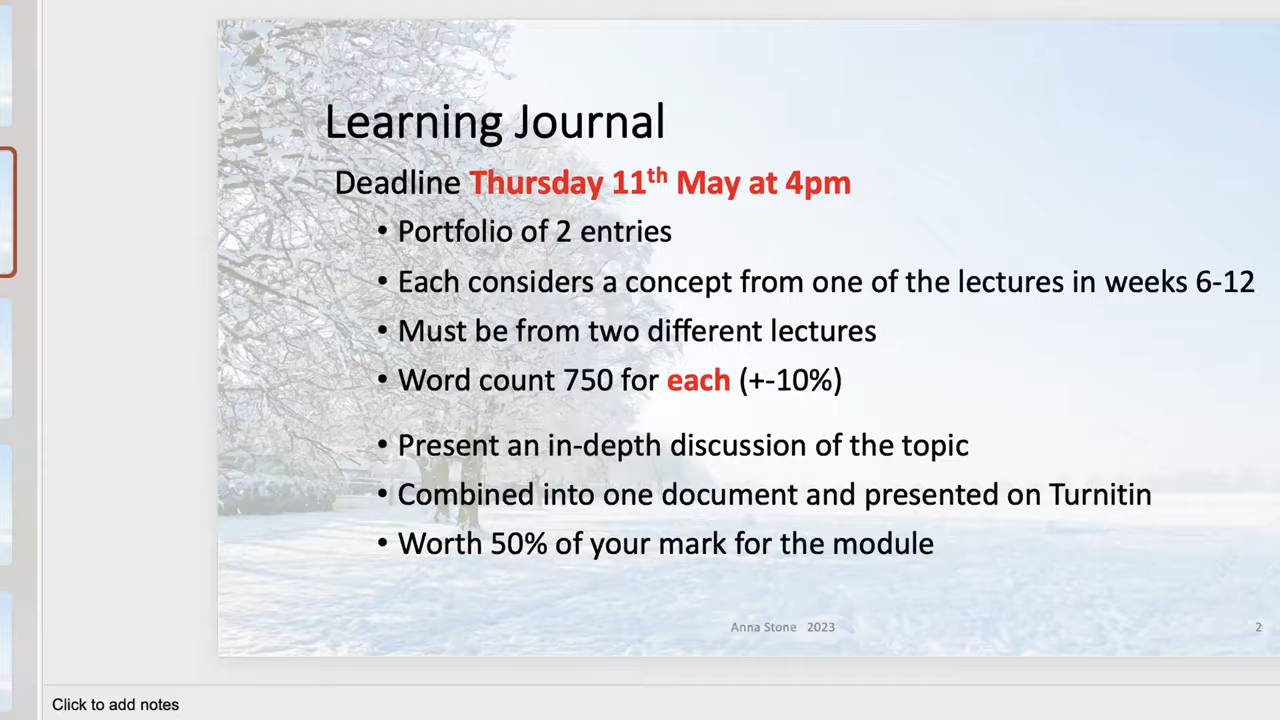 Learning Journal
Deadline Thursday 11th May at 4pm
• Portfolio of 2 entries
• Each considers a concept from one of the lectures in weeks 6-12
• Must be from two different lectures
• Word count 750 for each (+-10%)
• Present an in-depth discussion of the topic
• Combined into one document and presented on Turnitin
• Worth 50% of your mark for the module
Anna Stone 2023
2
Click to add notes